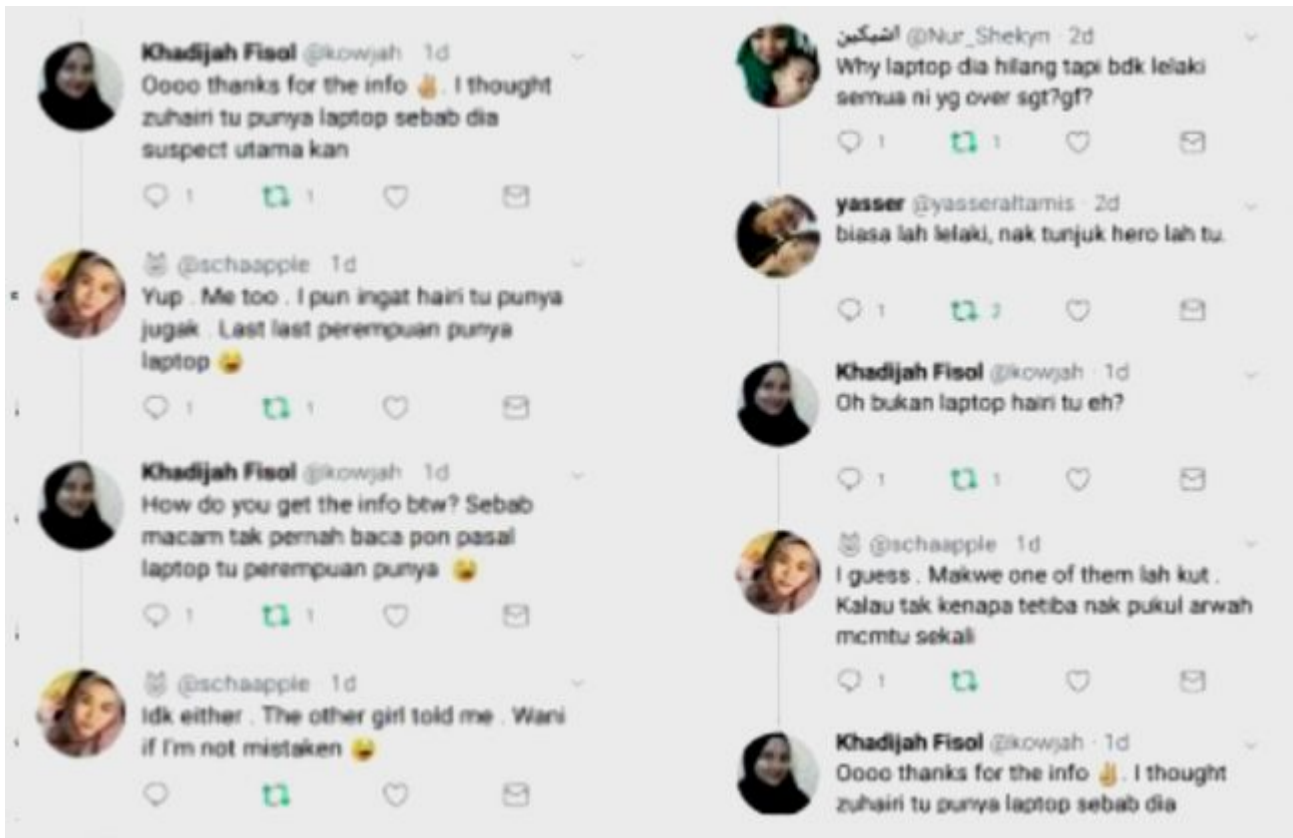 Khadijah Fisol @kowjah 1d
Oooo thanks for the info ✌. I thought
zuhairi tu punya laptop sebab dia
suspect utama kan
1 1
@schaapple 1d
Yup . Me too . I pun ingat hairi tu punya
jugak . Last last perempuan punya
laptop
1 1
Khadijah Fisol @kowjah 1d
How do you get the info btw? Sebab
macam tak pernah baca pon pasal
laptop tu perempuan punya
1 1
@schaapple 1d
Idk either . The other girl told me . Wani
if I'm not mistaken
اشيكين @Nur_Shekyn · 2d
Why laptop dia hilang tapi bdk lelaki
semua ni yg over sgt?gf?
1 1
yasser @yasseraltamis · 2d
biasa lah lelaki, nak tunjuk hero lah tu.
1 2
Khadijah Fisol @kowjah · 1d
Oh bukan laptop hairi tu eh?
1 1
@schaapple · 1d
I guess . Makwe one of them lah kut .
Kalau tak kenapa tetiba nak pukul arwah
mcmtu sekali
1
Khadijah Fisol @kowjah · 1d
Oooo thanks for the info ✌. I thought
zuhairi tu punya laptop sebab dia